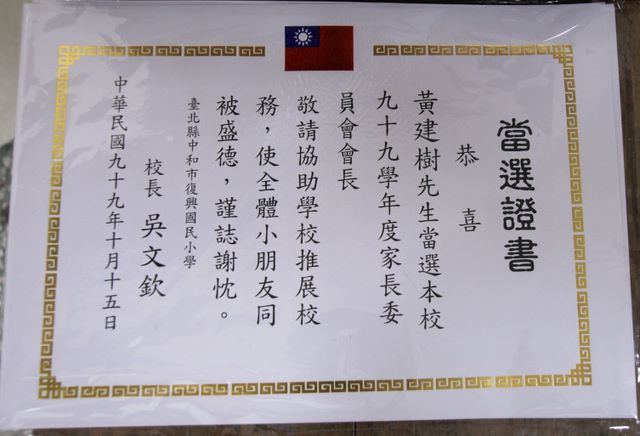 當選證書
恭喜
黃建樹先生當選本校
九十九學年度家長委
員會會長
敬請協助學校推展校
務，使全體小朋友同
被盛德，謹誌謝忱。
臺北縣中和市復興國民小學
校長 吳文欽
中華民國九十九年十月十五日